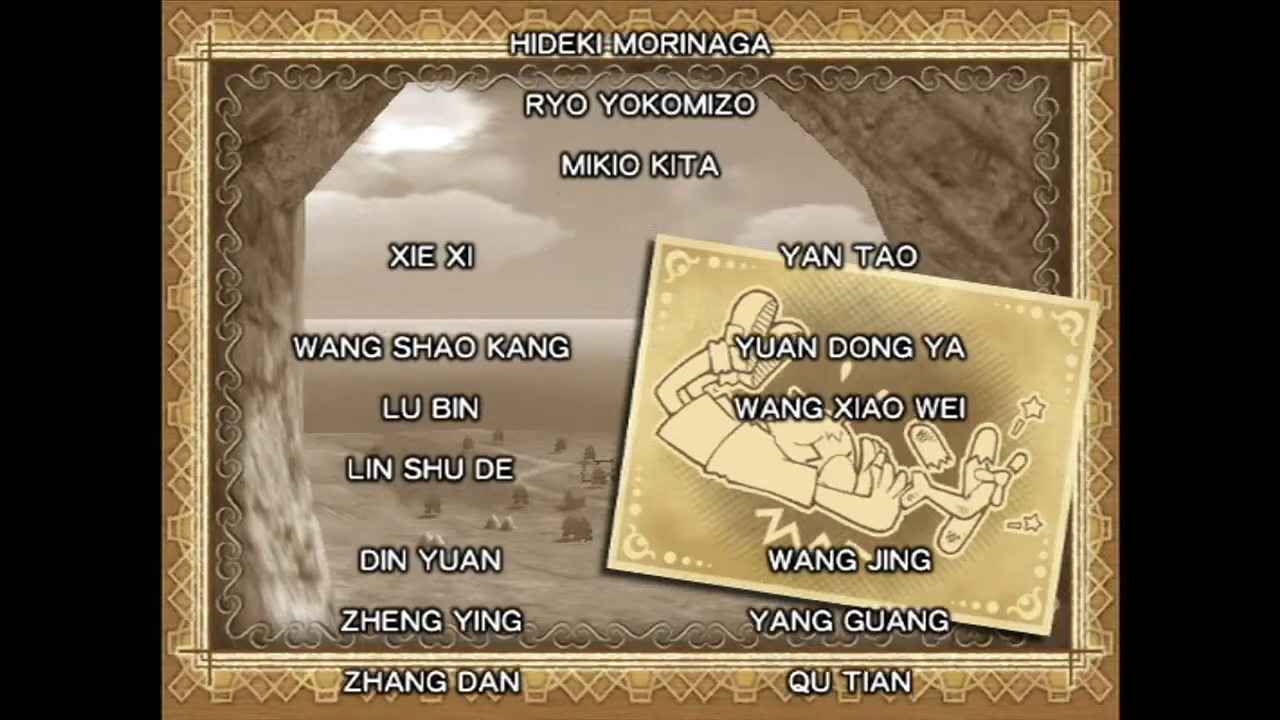 HIDEKI MORINAGA
RYO YOKOMIZO
MIKIO KITA
XIE XI
YAN TAO
WANG SHAO KANG
YUAN DONG YA
LU BIN
WANG XIAO WEI
LIN SHU DE
DIN YUAN
WANG JING
ZHENG YING
YANG GUANG
ZHANG DAN
QU TIAN